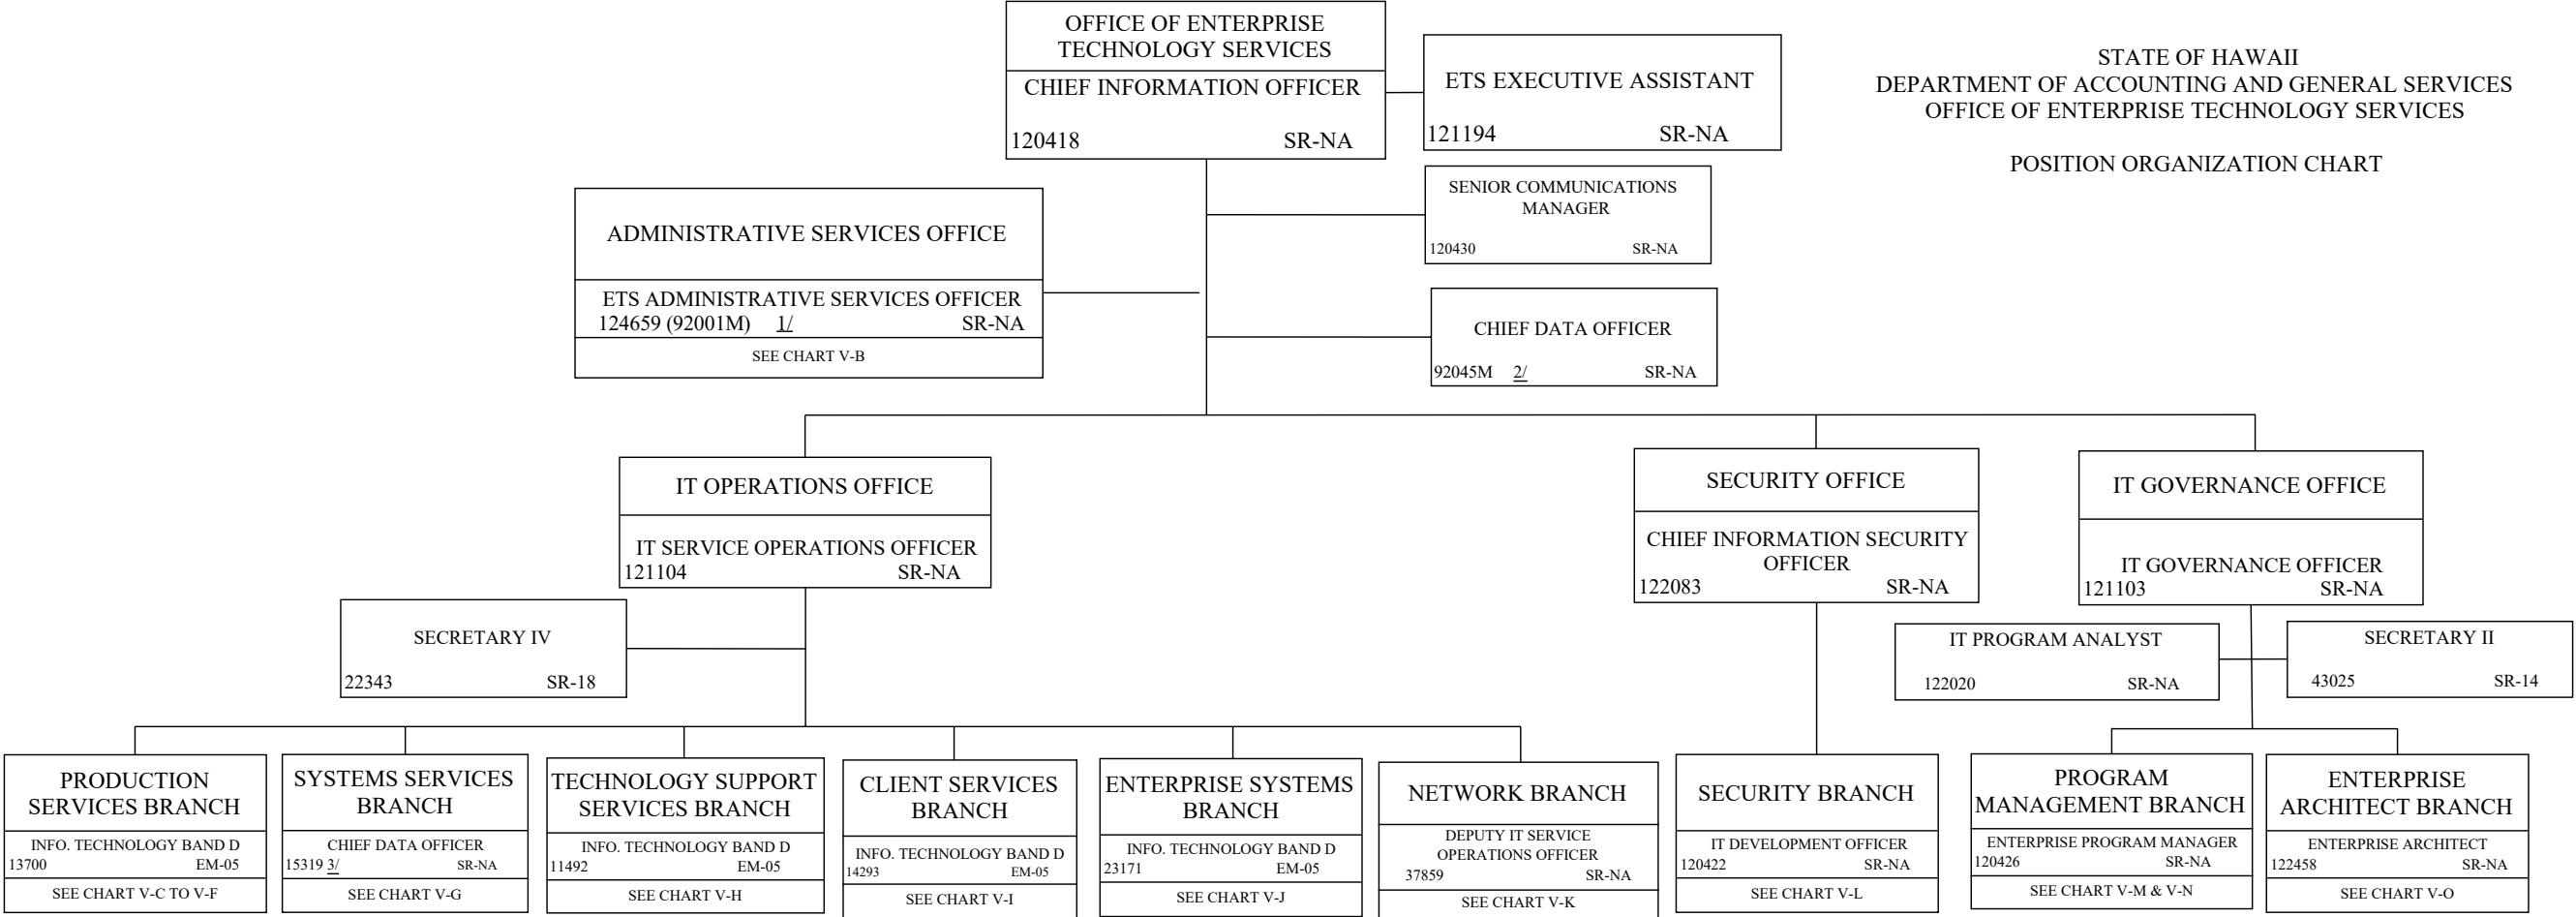 OFFICE OF ENTERPRISE
TECHNOLOGY SERVICES
CHIEF INFORMATION OFFICER
120418 SR-NA
ETS EXECUTIVE ASSISTANT
121194 SR-NA
STATE OF HAWAII
DEPARTMENT OF ACCOUNTING AND GENERAL SERVICES
OFFICE OF ENTERPRISE TECHNOLOGY SERVICES
POSITION ORGANIZATION CHART
SENIOR COMMUNICATIONS
MANAGER
120430 SR-NA
ADMINISTRATIVE SERVICES OFFICE
ETS ADMINISTRATIVE SERVICES OFFICER
124659 (92001M) 1/ SR-NA
SEE CHART V-B
CHIEF DATA OFFICER
92045M 2/ SR-NA
IT OPERATIONS OFFICE
IT SERVICE OPERATIONS OFFICER
121104 SR-NA
SECURITY OFFICE
CHIEF INFORMATION SECURITY
OFFICER
122083 SR-NA
IT GOVERNANCE OFFICE
IT GOVERNANCE OFFICER
121103 SR-NA
SECRETARY IV
22343 SR-18
IT PROGRAM ANALYST
122020 SR-NA
SECRETARY II
43025 SR-14
PRODUCTION
SERVICES BRANCH
INFO. TECHNOLOGY BAND D
13700 EM-05
SEE CHART V-C TO V-F
SYSTEMS SERVICES
BRANCH
CHIEF DATA OFFICER
15319 3/ SR-NA
SEE CHART V-G
TECHNOLOGY SUPPORT
SERVICES BRANCH
INFO. TECHNOLOGY BAND D
11492 EM-05
SEE CHART V-H
CLIENT SERVICES
BRANCH
INFO. TECHNOLOGY BAND D
14293 EM-05
SEE CHART V-I
ENTERPRISE SYSTEMS
BRANCH
INFO. TECHNOLOGY BAND D
23171 EM-05
SEE CHART V-J
NETWORK BRANCH
DEPUTY IT SERVICE
OPERATIONS OFFICER
37859 SR-NA
SEE CHART V-K
SECURITY BRANCH
IT DEVELOPMENT OFFICER
120422 SR-NA
SEE CHART V-L
PROGRAM
MANAGEMENT BRANCH
ENTERPRISE PROGRAM MANAGER
120426 SR-NA
SEE CHART V-M & V-N
ENTERPRISE
ARCHITECT BRANCH
ENTERPRISE ARCHITECT
122458 SR-NA
SEE CHART V-O